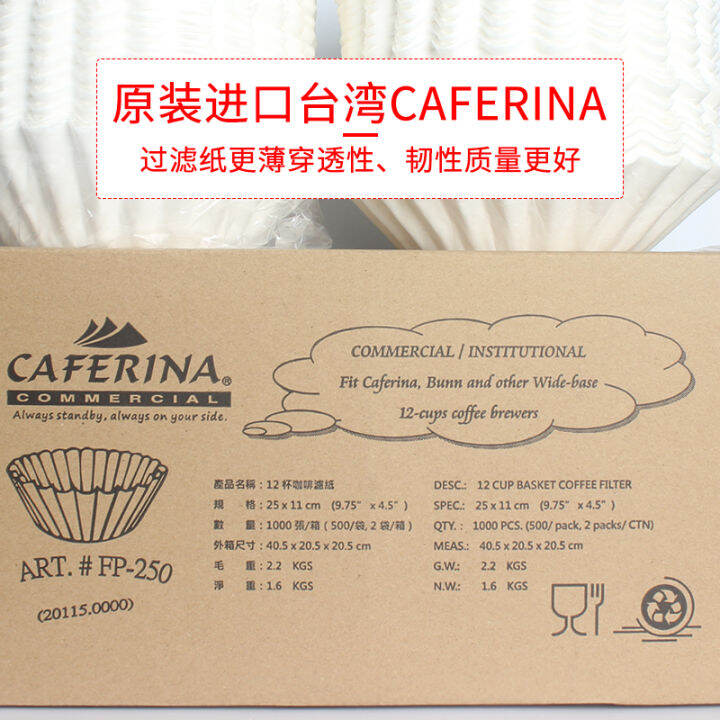 原装进口台湾CAFERINA
过滤纸更薄穿透性、韧性质量更好
CAFERINA®
COMMERCIAL
Always standby, always on your side.
COMMERCIAL / INSTITUTIONAL
Fit Caferina, Bunn and other Wide-base
12-cups coffee brewers
ART. # FP-250
(20115.0000)
產品名稱：12 杯咖啡濾紙
規 格：25 x 11 cm (9.75" x 4.5")
數 量：1000 張/箱 (500/袋, 2 袋/箱)
外箱尺寸：40.5 x 20.5 x 20.5 cm
毛 重：2.2 KGS
淨 重：1.6 KGS
DESC.: 12 CUP BASKET COFFEE FILTER
SPEC.: 25 x 11 cm (9.75" x 4.5")
QTY. : 1000 PCS. (500/ pack, 2 packs/ CTN)
MEAS.: 40.5 x 20.5 x 20.5 cm
G.W.: 2.2 KGS
N.W.: 1.6 KGS